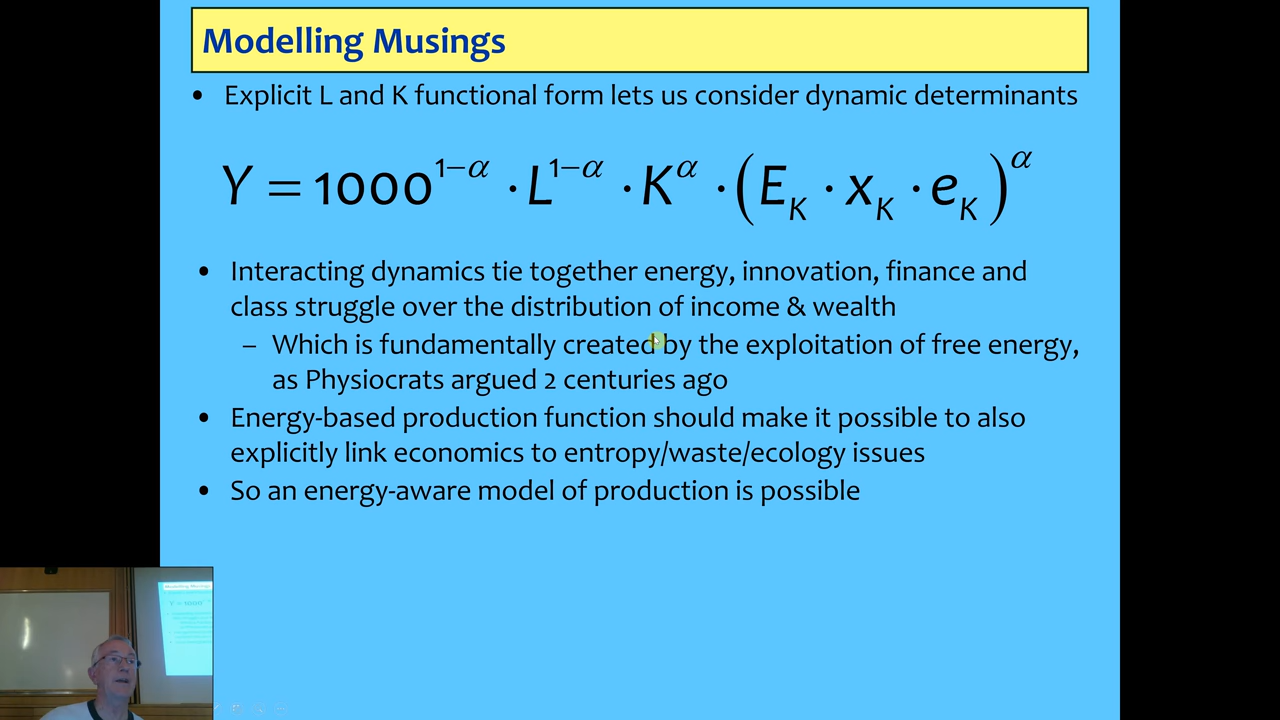 Modelling Musings
• Explicit L and K functional form lets us consider dynamic determinants
Y = 1000^{1−α} · L^{1−α} · K^α · (E_K · x_K · e_K)^α
• Interacting dynamics tie together energy, innovation, finance and
class struggle over the distribution of income & wealth
– Which is fundamentally created by the exploitation of free energy,
as Physiocrats argued 2 centuries ago
• Energy-based production function should make it possible to also
explicitly link economics to entropy/waste/ecology issues
• So an energy-aware model of production is possible
Modelling Musings